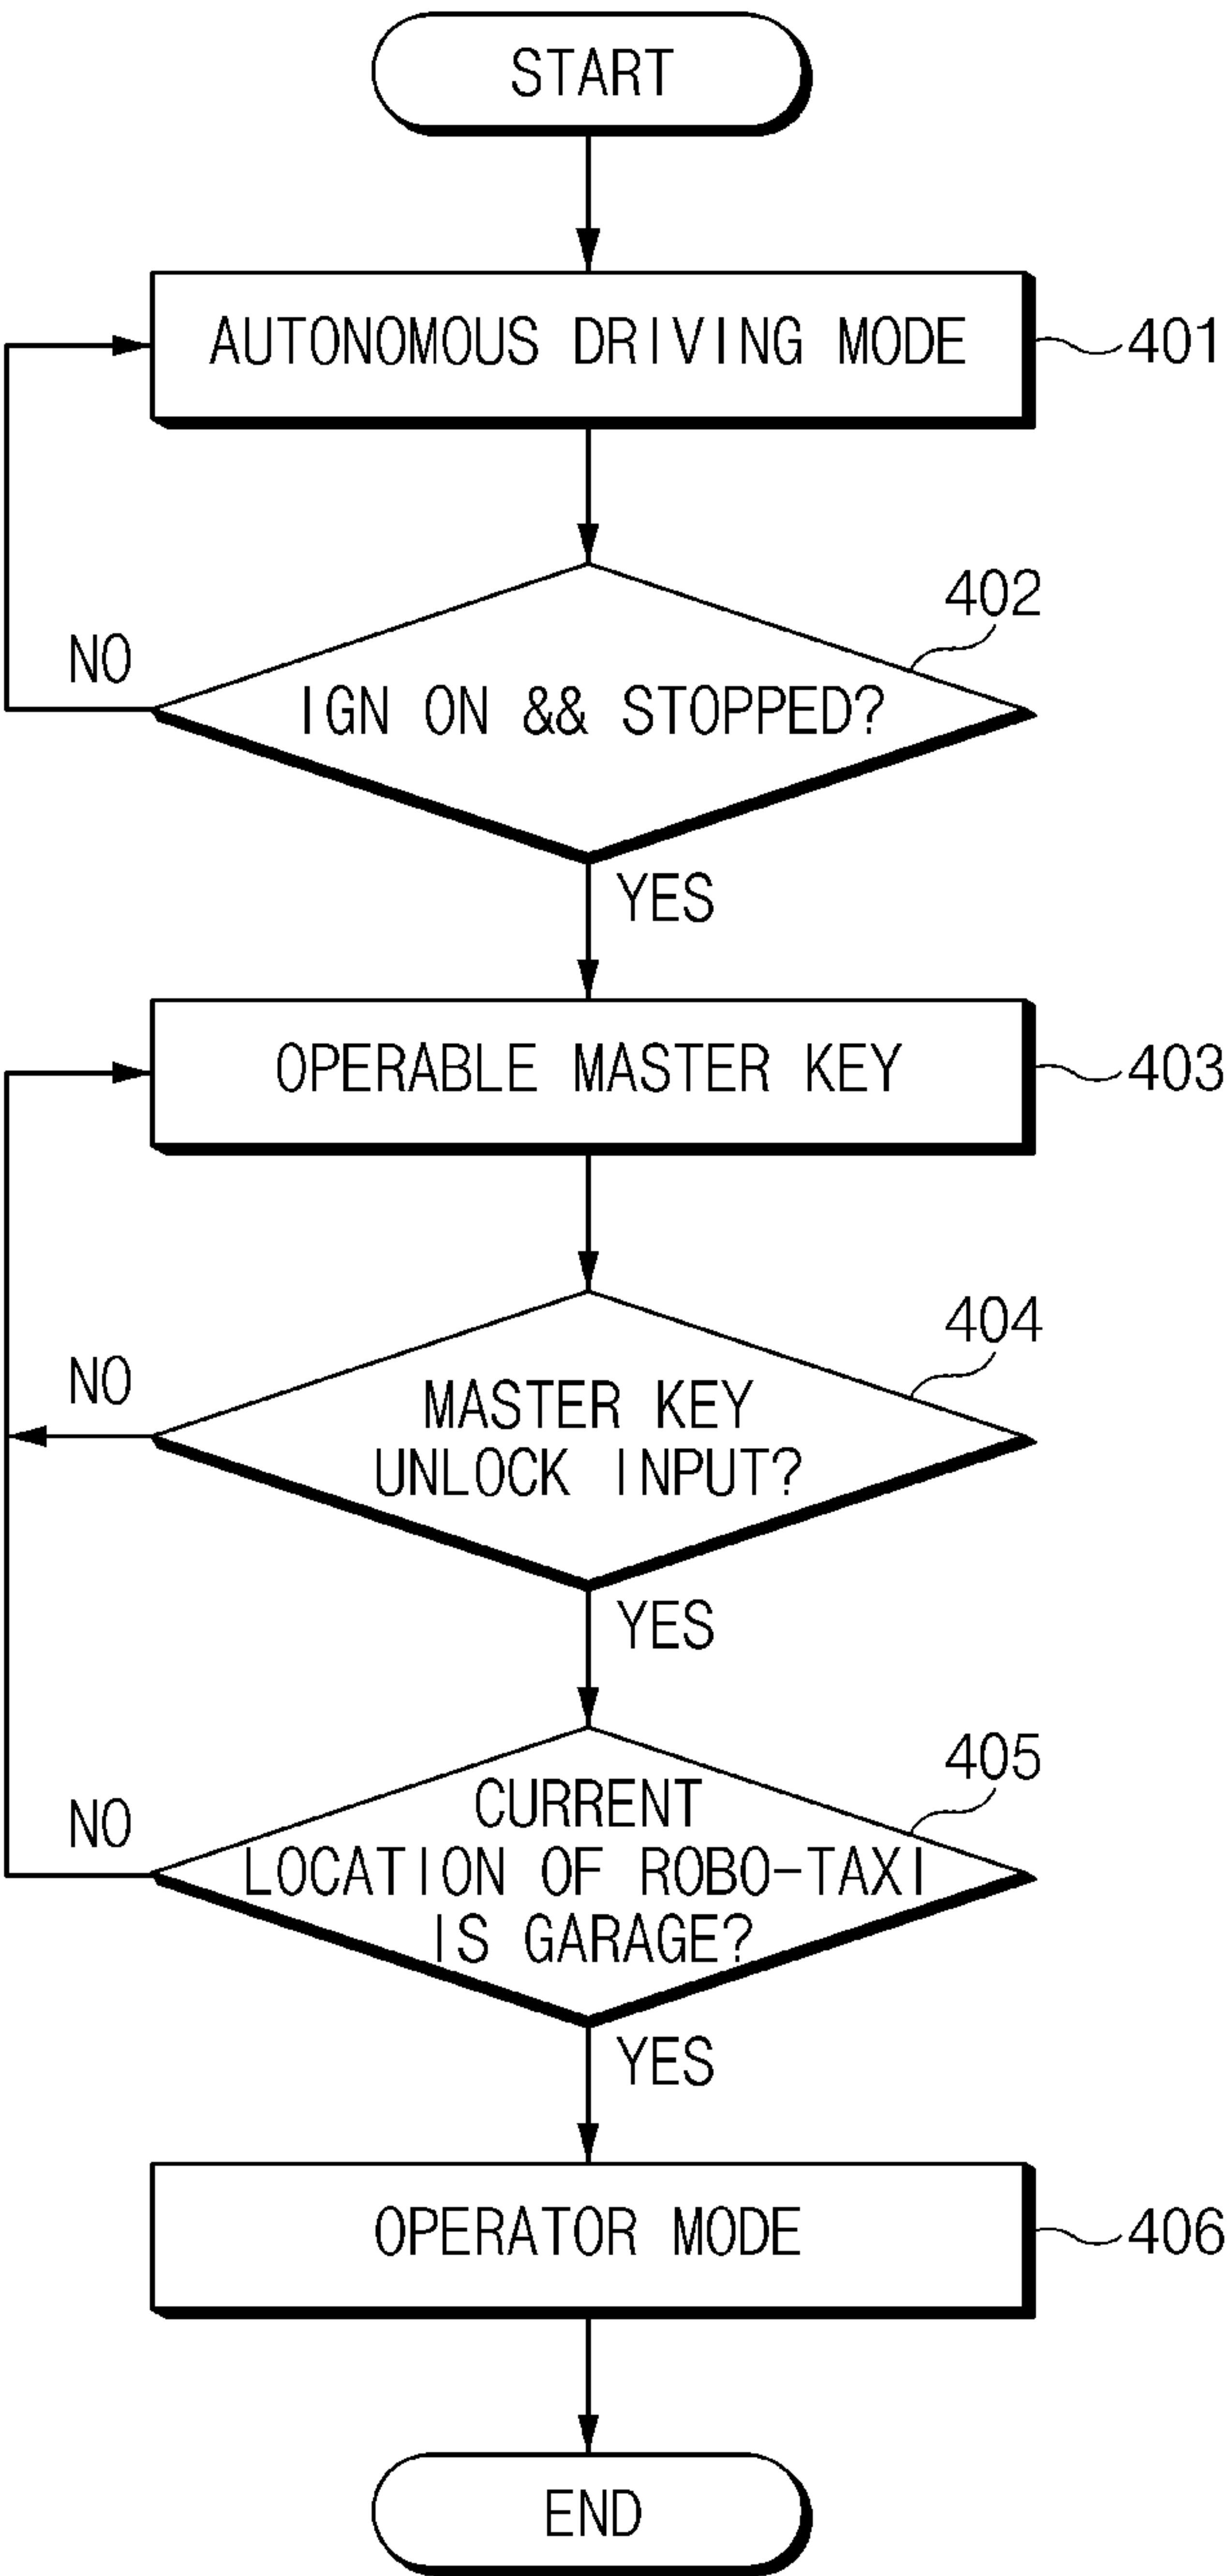 START
AUTONOMOUS DRIVING MODE
401
402
NO
IGN ON && STOPPED?
YES
OPERABLE MASTER KEY
403
404
NO
MASTER KEY
UNLOCK INPUT?
YES
405
NO
CURRENT
LOCATION OF ROBO-TAXI
IS GARAGE?
YES
OPERATOR MODE
406
END